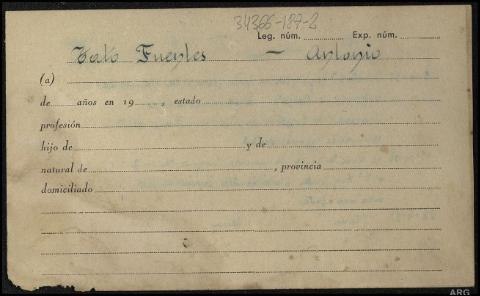 34366-187-2
Leg. núm. Exp. núm.
Kato Fuentes - Antonio
(a)
de años en 19 , estado
profesión
hijo de y de
natural de , provincia
domiciliado
ARG